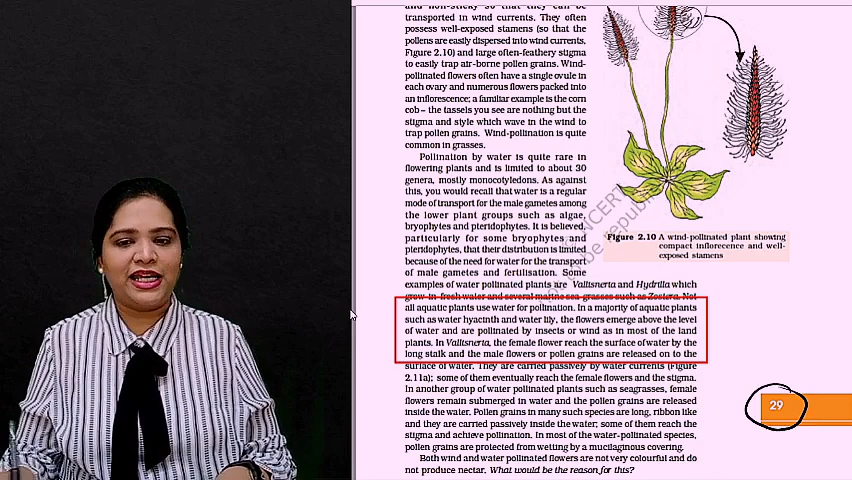 and non-sticky so that they can be
transported in wind currents. They often
possess well-exposed stamens (so that the
pollens are easily dispersed into wind currents,
Figure 2.10) and large often-feathery stigma
to easily trap air-borne pollen grains. Wind-
pollinated flowers often have a single ovule in
each ovary and numerous flowers packed into
an inflorescence; a familiar example is the corn
cob – the tassels you see are nothing but the
stigma and style which wave in the wind to
trap pollen grains. Wind-pollination is quite
common in grasses.
Pollination by water is quite rare in
flowering plants and is limited to about 30
genera, mostly monocotyledons. As against
this, you would recall that water is a regular
mode of transport for the male gametes among
the lower plant groups such as algae,
bryophytes and pteridophytes. It is believed,
particularly for some bryophytes and
pteridophytes, that their distribution is limited
because of the need for water for the transport
of male gametes and fertilisation. Some
examples of water pollinated plants are Vallisneria and Hydrilla which
grow in fresh water and several marine sea-grasses such as Zostera. Not
all aquatic plants use water for pollination. In a majority of aquatic plants
such as water hyacinth and water lily, the flowers emerge above the level
of water and are pollinated by insects or wind as in most of the land
plants. In Vallisneria, the female flower reach the surface of water by the
long stalk and the male flowers or pollen grains are released on to the
surface of water. They are carried passively by water currents (Figure
2.11a); some of them eventually reach the female flowers and the stigma.
In another group of water pollinated plants such as seagrasses, female
flowers remain submerged in water and the pollen grains are released
inside the water. Pollen grains in many such species are long, ribbon like
and they are carried passively inside the water; some of them reach the
stigma and achieve pollination. In most of the water-pollinated species,
pollen grains are protected from wetting by a mucilaginous covering.
Both wind and water pollinated flowers are not very colourful and do
not produce nectar. What would be the reason for this?
Figure 2.10 A wind-pollinated plant showing
compact inflorecence and well-
exposed stamens
29